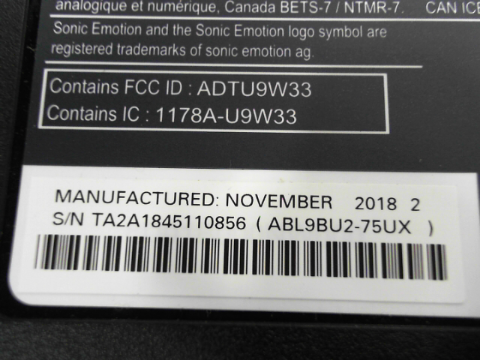 analogique et numérique, Canada BETS-7 / NTMR-7. CAN ICE
Sonic Emotion and the Sonic Emotion logo symbol are
registered trademarks of sonic emotion ag.
Contains FCC ID : ADTU9W33
Contains IC : 1178A-U9W33
MANUFACTURED: NOVEMBER 2018 2
S/N TA2A1845110856 ( ABL9BU2-75UX )